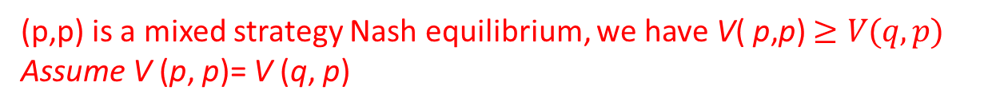 (p,p) is a mixed strategy Nash equilibrium, we have V( p,p) ≥ V(q,p)
Assume V (p, p)= V (q, p)